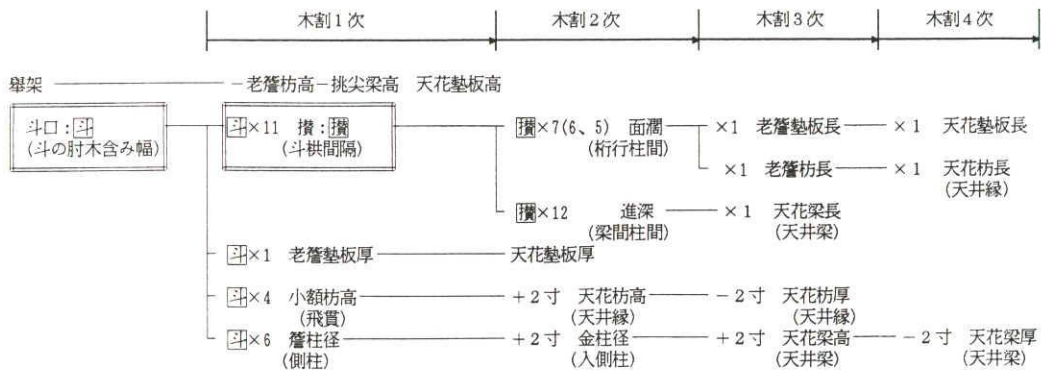 木割１次 木割２次 木割３次 木割４次
舉架 －老簷枋高－挑尖梁高 天花墊板高
斗口：斗 斗×11 攅：攅 攅×7(6、5) 面濶 ×１ 老簷墊板長 ×１ 天花墊板長
(斗の肘木含み幅) (斗栱間隔) (桁行柱間)
×１ 老簷枋長 ×１ 天花枋長
(天井縁)
攅×12 進深 ×１ 天花梁長
(梁間柱間) (天井梁)
斗×１ 老簷墊板厚 天花墊板厚
斗×４ 小額枋高 ＋２寸 天花枋高 －２寸 天花枋厚
(飛貫) (天井縁) (天井縁)
斗×６ 簷柱径 ＋２寸 金柱径 ＋２寸 天花梁高 －２寸 天花梁厚
(側柱) (入側柱) (天井梁) (天井梁)